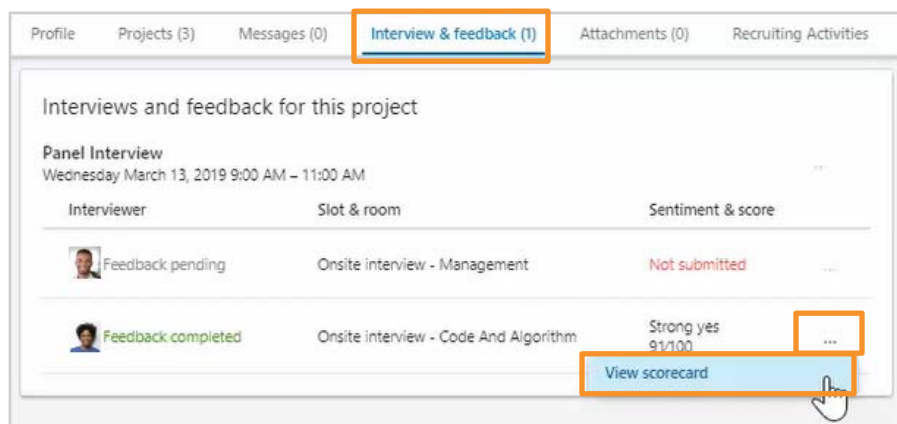 Profile Projects (3) Messages (0) Interview & feedback (1) Attachments (0) Recruiting Activities
Interviews and feedback for this project
Panel Interview
Wednesday March 13, 2019 9:00 AM – 11:00 AM
...
Interviewer Slot & room Sentiment & score
Feedback pending Onsite interview - Management Not submitted ...
Feedback completed Onsite interview - Code And Algorithm Strong yes
91/100 ...
View scorecard